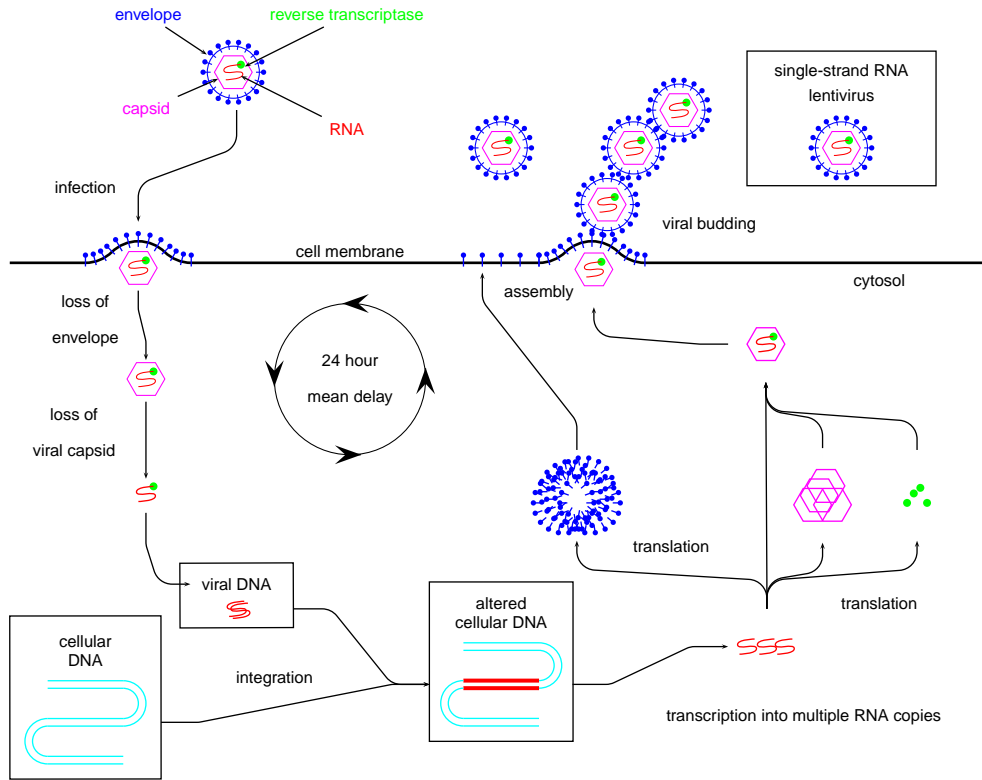 envelope
reverse transcriptase
capsid
RNA
single-strand RNA
lentivirus
infection
viral budding
cell membrane
cytosol
assembly
loss of
envelope
24 hour
mean delay
loss of
viral capsid
translation
viral DNA
altered
cellular DNA
translation
cellular
DNA
integration
transcription into multiple RNA copies